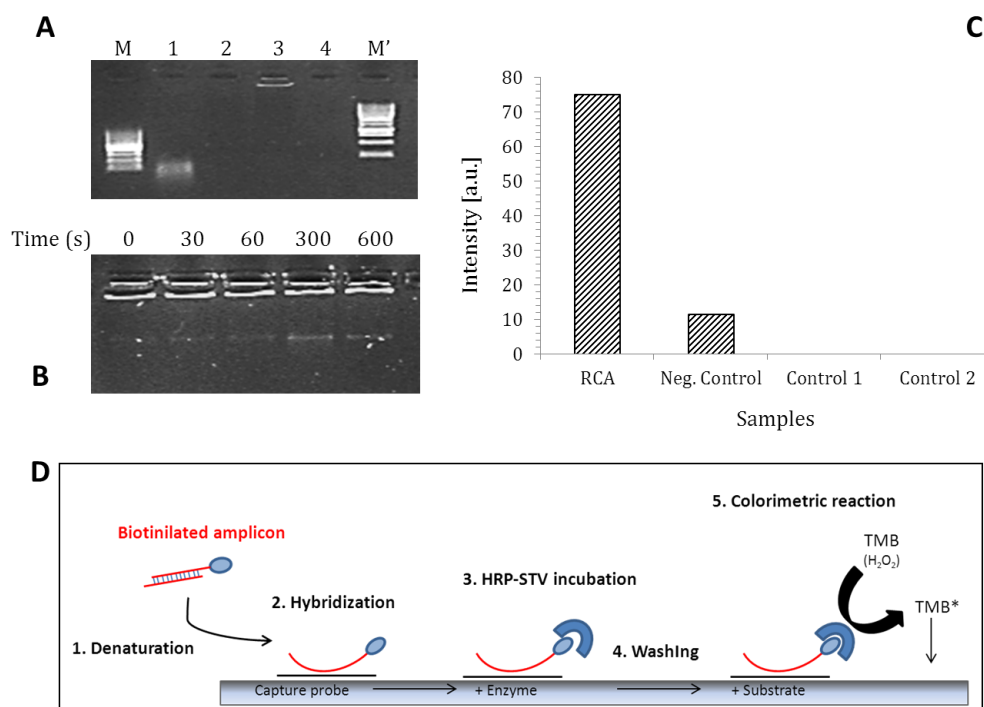 A
M 1 2 3 4 M'
Time (s) 0 30 60 300 600
B
C
80
70
60
50
40
30
20
10
0
Intensity [a.u.]
RCA Neg. Control Control 1 Control 2
Samples
D
Biotinilated amplicon
1. Denaturation
2. Hybridization
3. HRP-STV incubation
4. WashIng
5. Colorimetric reaction
TMB
(H₂O₂)
TMB*
Capture probe
+ Enzyme
+ Substrate